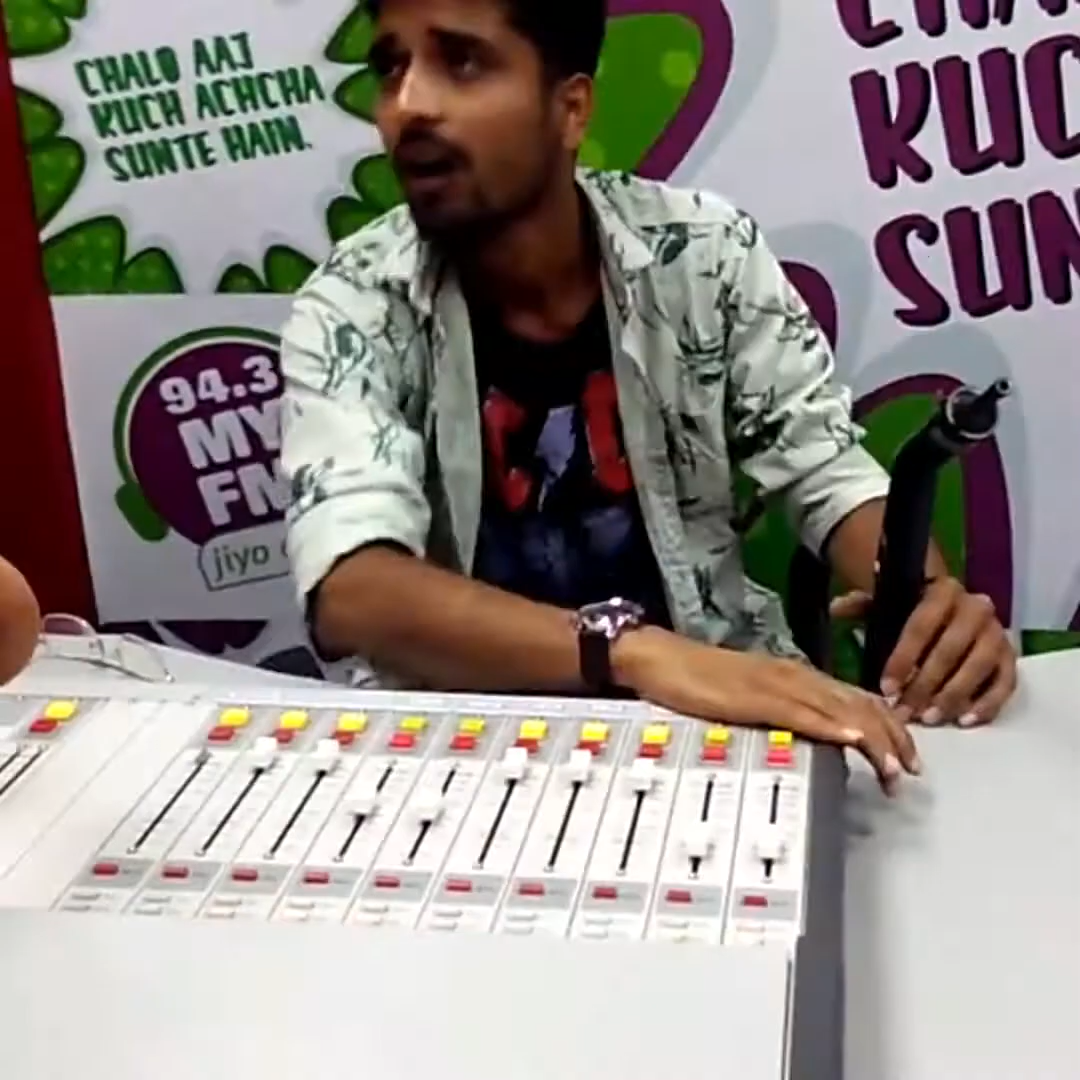 CHALO AAJ
KUCH ACHCHA
SUNTE HAIN.
94.3
MY
FM
jiyo
KUC
SUN